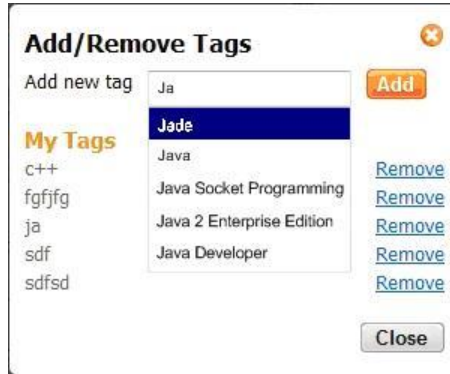 Add/Remove Tags
Add new tag Ja Add
Jade
My Tags
Java
c++ Remove
Java Socket Programming
fgfjfg Remove
Java 2 Enterprise Edition
ja Remove
Java Developer
sdf Remove
sdfsd Remove
Close